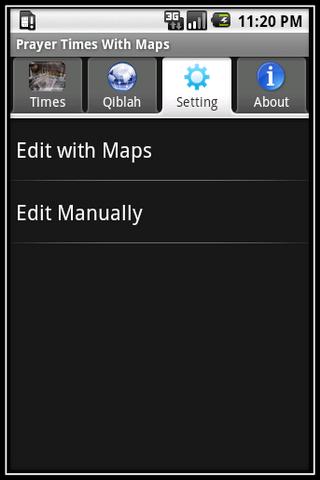 3G
11:20 PM
Prayer Times With Maps
Times
Qiblah
Setting
About
Edit with Maps
Edit Manually